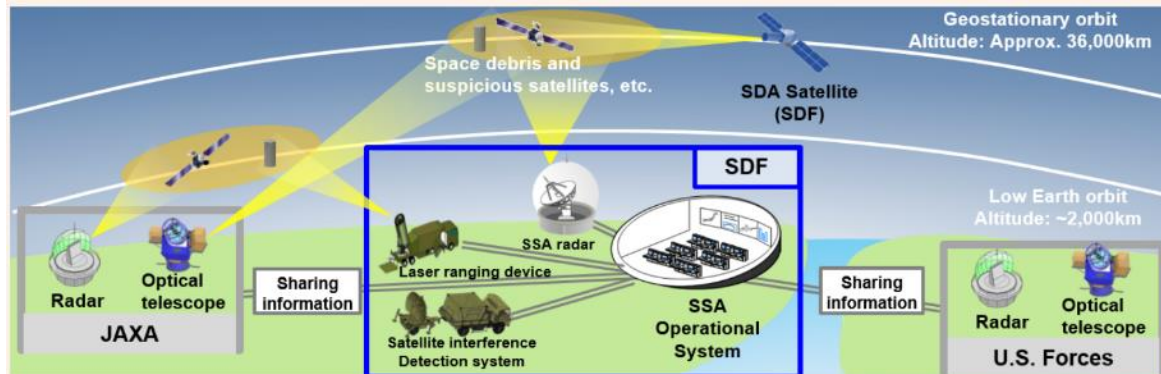 Geostationary orbit
Altitude: Approx. 36,000km
Space debris and
suspicious satellites, etc.
SDA Satellite
(SDF)
SDF
Low Earth orbit
Altitude: ~2,000km
SSA radar
Laser ranging device
Radar
Optical
telescope
JAXA
Sharing
information
Satellite interference
Detection system
SSA
Operational
System
Sharing
information
Radar
Optical
telescope
U.S. Forces